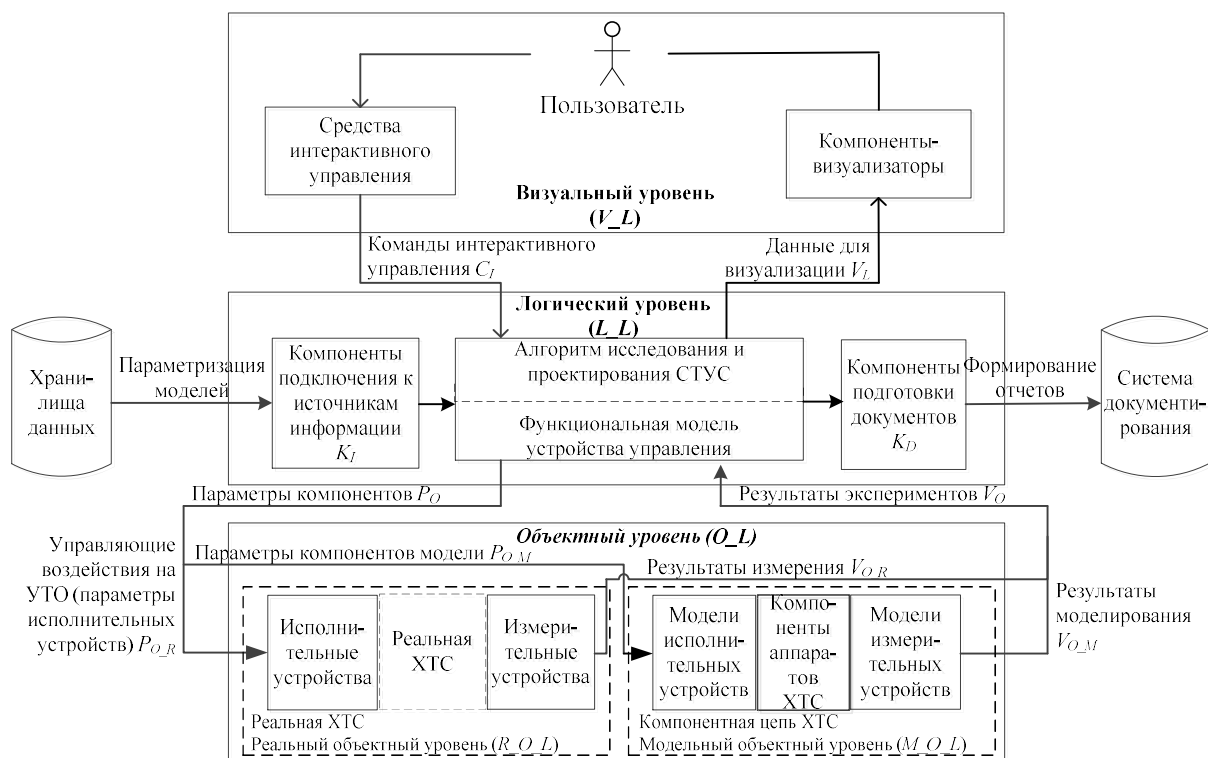 Пользователь
Средства
интерактивного
управления
Компоненты-
визуализаторы
Визуальный уровень
(V_L)
Команды интерактивного
управления C_I
Данные для
визуализации V_L
Логический уровень
(L_L)
Храни-
лища
данных
Параметризация
моделей
Компоненты
подключения к
источникам
информации
K_I
Алгоритм исследования и
проектирования СТУС
Функциональная модель
устройства управления
Компоненты
подготовки
документов
K_D
Формирование
отчетов
Система
документи-
рования
Параметры компонентов P_O
Результаты экспериментов V_O
Объектный уровень (O_L)
Управляющие
воздействия на
УТО (параметры
исполнительных
устройств) P_O_R
Параметры компонентов модели P_O_M
Результаты измерения V_O_R
Результаты
моделирования
V_O_M
Исполни-
тельные
устройства
Реальная
ХТС
Измери-
тельные
устройства
Модели
исполни-
тельных
устройств
Компо-
ненты
аппара-
тов
ХТС
Модели
измери-
тельных
устройств
Реальная ХТС
Реальный объектный уровень (R_O_L)
Компонентная цепь ХТС
Модельный объектный уровень (M_O_L)